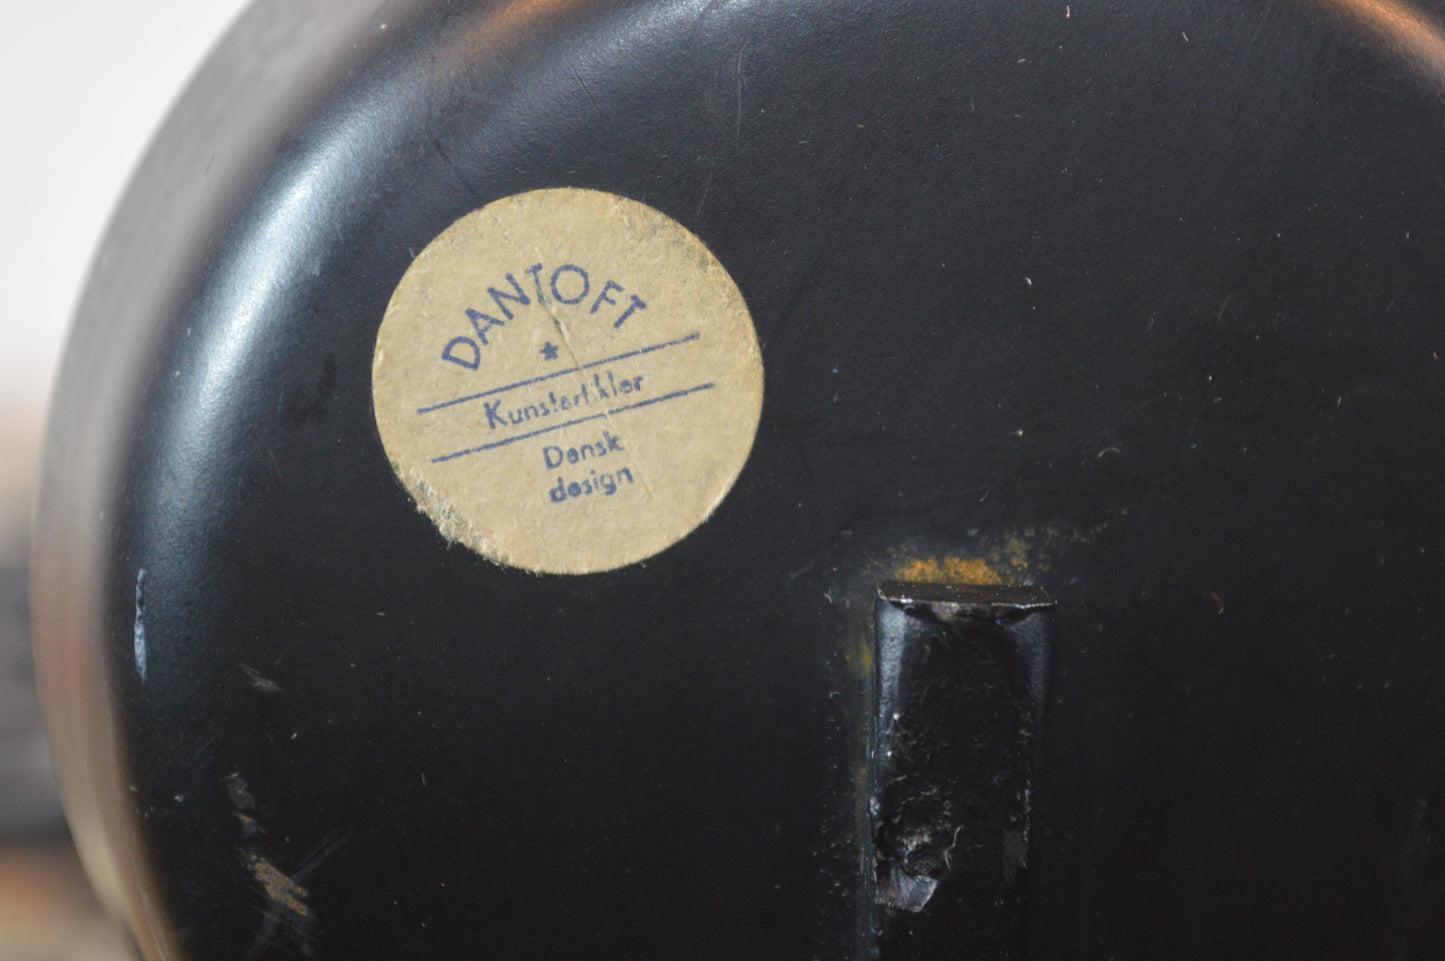 DANTOFT
Kunstartikler
Dansk
design